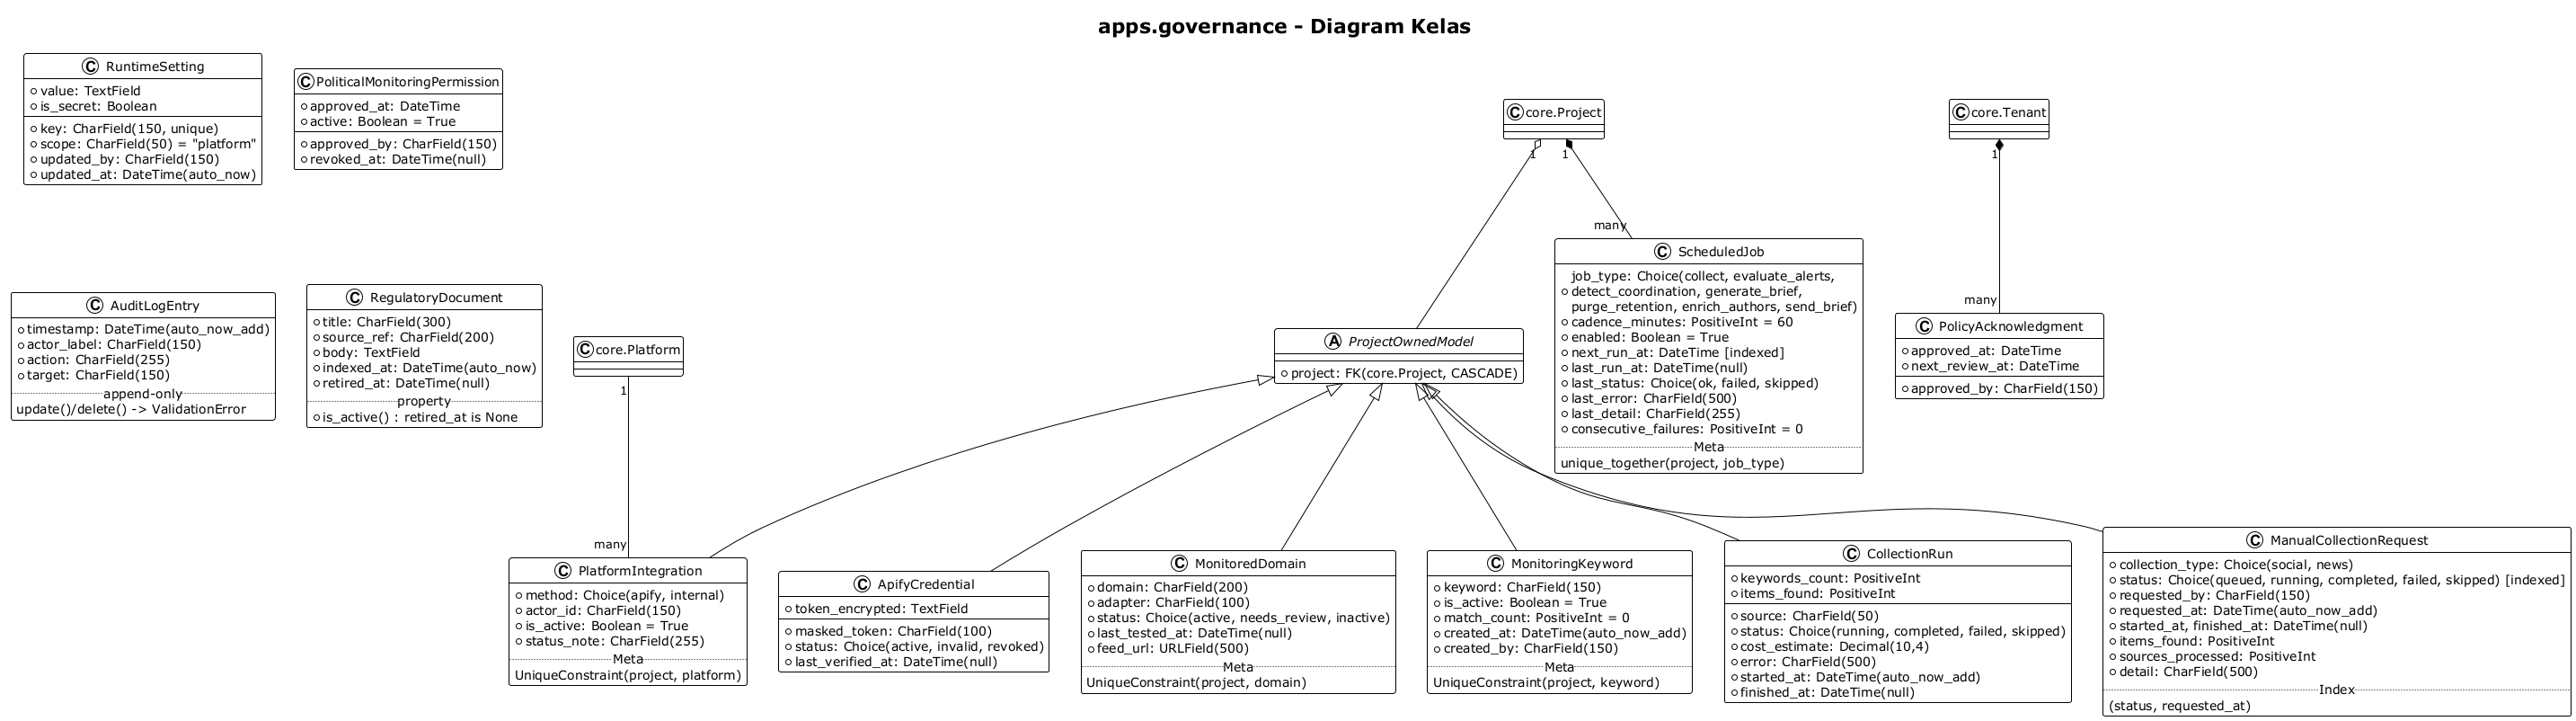 apps.governance – Diagram Kelas
C RuntimeSetting
value: TextField
is_secret: Boolean
key: CharField(150, unique)
scope: CharField(50) = "platform"
updated_by: CharField(150)
updated_at: DateTime(auto_now)
C PoliticalMonitoringPermission
approved_at: DateTime
active: Boolean = True
approved_by: CharField(150)
revoked_at: DateTime(null)
C core.Project
1
1
many
C core.Tenant
1
many
C ScheduledJob
job_type: Choice(collect, evaluate_alerts,
detect_coordination, generate_brief,
purge_retention, enrich_authors, send_brief)
cadence_minutes: PositiveInt = 60
enabled: Boolean = True
next_run_at: DateTime [indexed]
last_run_at: DateTime(null)
last_status: Choice(ok, failed, skipped)
last_error: CharField(500)
last_detail: CharField(255)
consecutive_failures: PositiveInt = 0
Meta
unique_together(project, job_type)
C AuditLogEntry
timestamp: DateTime(auto_now_add)
actor_label: CharField(150)
action: CharField(255)
target: CharField(150)
append-only
update()/delete() -> ValidationError
C RegulatoryDocument
title: CharField(300)
source_ref: CharField(200)
body: TextField
indexed_at: DateTime(auto_now)
retired_at: DateTime(null)
property
is_active() : retired_at is None
C core.Platform
1
many
A ProjectOwnedModel
project: FK(core.Project, CASCADE)
C PolicyAcknowledgment
approved_at: DateTime
next_review_at: DateTime
approved_by: CharField(150)
C PlatformIntegration
method: Choice(apify, internal)
actor_id: CharField(150)
is_active: Boolean = True
status_note: CharField(255)
Meta
UniqueConstraint(project, platform)
C ApifyCredential
token_encrypted: TextField
masked_token: CharField(100)
status: Choice(active, invalid, revoked)
last_verified_at: DateTime(null)
C MonitoredDomain
domain: CharField(200)
adapter: CharField(100)
status: Choice(active, needs_review, inactive)
last_tested_at: DateTime(null)
feed_url: URLField(500)
Meta
UniqueConstraint(project, domain)
C MonitoringKeyword
keyword: CharField(150)
is_active: Boolean = True
match_count: PositiveInt = 0
created_at: DateTime(auto_now_add)
created_by: CharField(150)
Meta
UniqueConstraint(project, keyword)
C CollectionRun
keywords_count: PositiveInt
items_found: PositiveInt
source: CharField(50)
status: Choice(running, completed, failed, skipped)
cost_estimate: Decimal(10,4)
error: CharField(500)
started_at: DateTime(auto_now_add)
finished_at: DateTime(null)
C ManualCollectionRequest
collection_type: Choice(social, news)
status: Choice(queued, running, completed, failed, skipped) [indexed]
requested_by: CharField(150)
requested_at: DateTime(auto_now_add)
started_at, finished_at: DateTime(null)
items_found: PositiveInt
sources_processed: PositiveInt
detail: CharField(500)
Index
(status, requested_at)